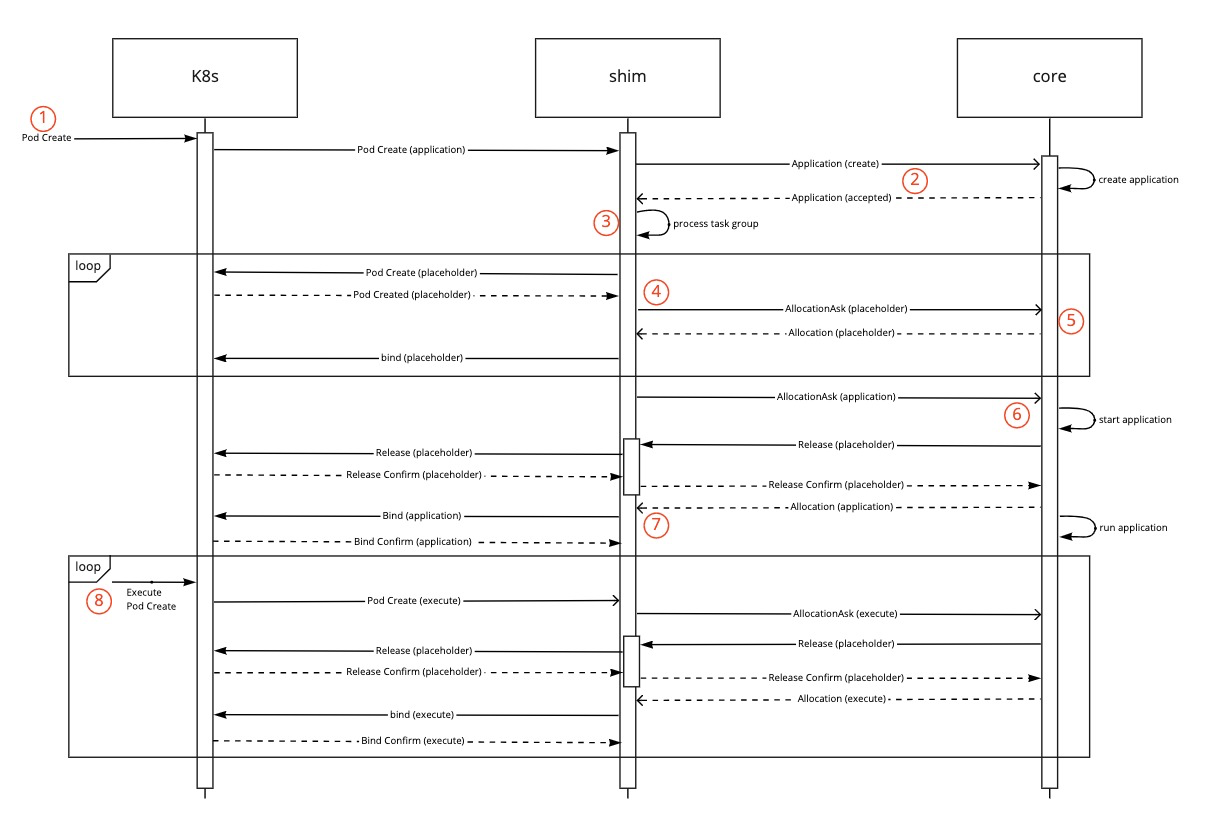 K8s
shim
core
1
Pod Create
Pod Create (application)
Application (create)
2
create application
Application (accepted)
3
process task group
loop
Pod Create (placeholder)
Pod Created (placeholder)
4
AllocationAsk (placeholder)
5
Allocation (placeholder)
bind (placeholder)
AllocationAsk (application)
6
start application
Release (placeholder)
Release (placeholder)
Release Confirm (placeholder)
Release Confirm (placeholder)
Allocation (application)
Bind (application)
7
run application
Bind Confirm (application)
loop
8
Execute
Pod Create
Pod Create (execute)
AllocationAsk (execute)
Release (placeholder)
Release (placeholder)
Release Confirm (placeholder)
Release Confirm (placeholder)
Allocation (execute)
bind (execute)
Bind Confirm (execute)